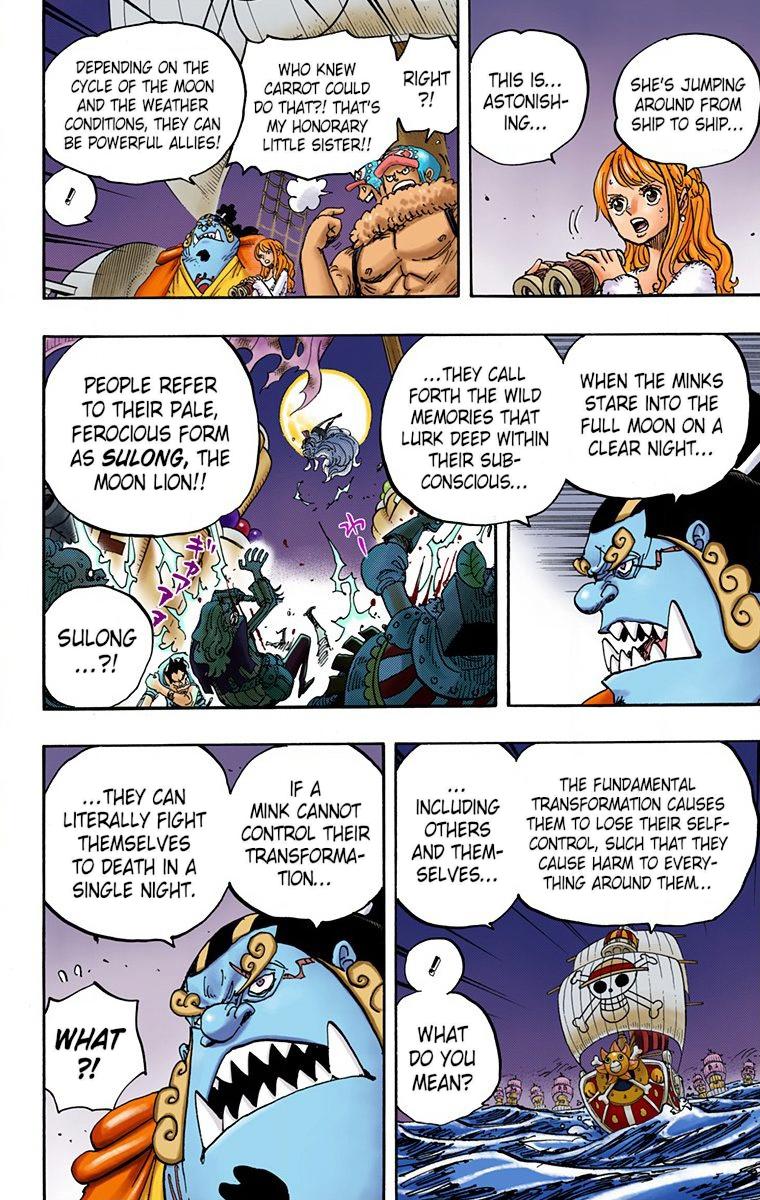 SHE'S JUMPING
AROUND FROM
SHIP TO SHIP...
THIS IS...
ASTONISH-
ING...
RIGHT
?!
WHO KNEW
CARROT COULD
DO THAT?! THAT'S
MY HONORARY
LITTLE SISTER!!
DEPENDING ON THE
CYCLE OF THE MOON
AND THE WEATHER
CONDITIONS, THEY CAN
BE POWERFUL ALLIES!
!
WHEN THE MINKS
STARE INTO THE
FULL MOON ON A
CLEAR NIGHT...
...THEY CALL
FORTH THE WILD
MEMORIES THAT
LURK DEEP WITHIN
THEIR SUB-
CONSCIOUS...
PEOPLE REFER
TO THEIR PALE,
FEROCIOUS FORM
AS SULONG, THE
MOON LION!!
わー
ぎゃアア
SULONG
...?!
THE FUNDAMENTAL
TRANSFORMATION CAUSES
THEM TO LOSE THEIR SELF-
CONTROL, SUCH THAT THEY
CAUSE HARM TO EVERY-
THING AROUND THEM...
...
INCLUDING
OTHERS
AND THEM-
SELVES...
!
WHAT
DO YOU
MEAN?
IF A
MINK CANNOT
CONTROL THEIR
TRANSFORMA-
TION...
...THEY CAN
LITERALLY FIGHT
THEMSELVES
TO DEATH IN A
SINGLE NIGHT.
WHAT
?!